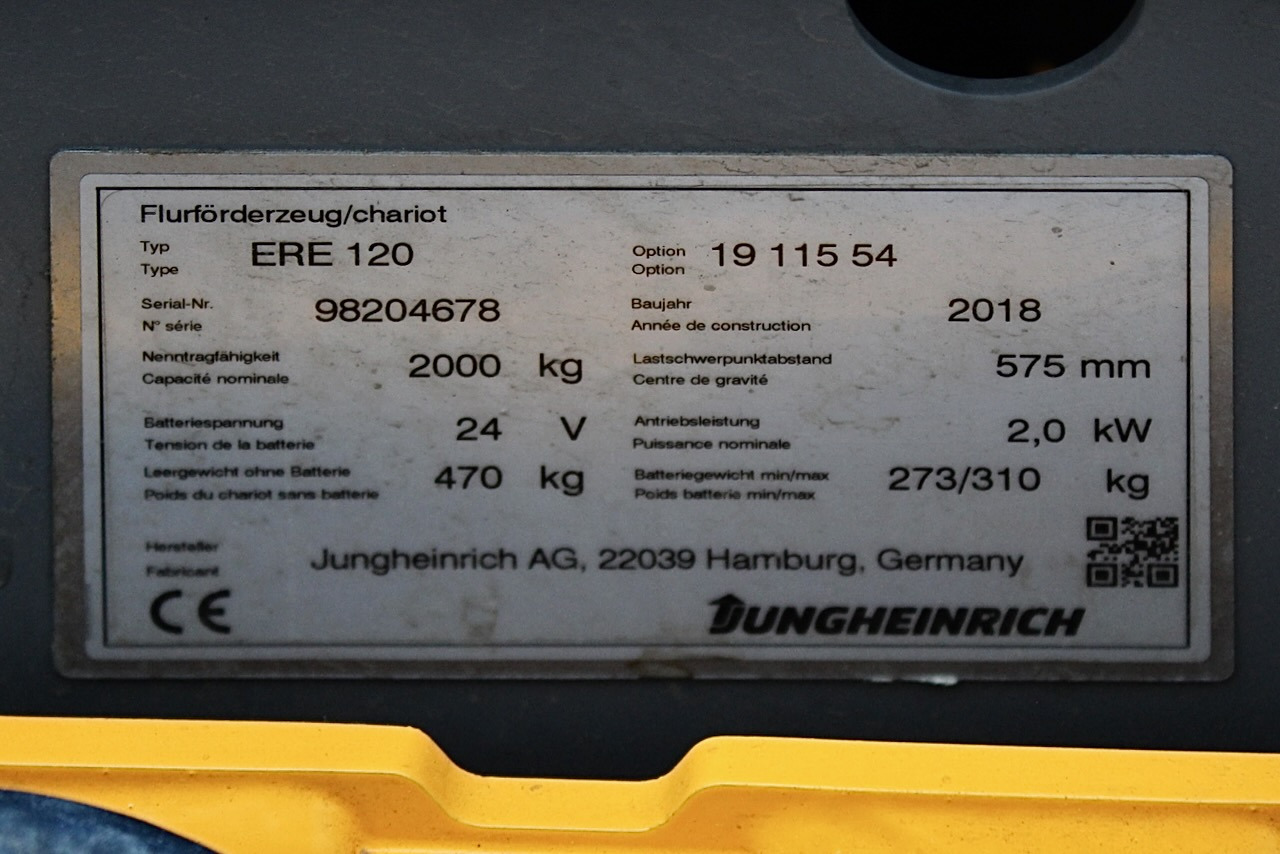 Flurförderzeug/chariot
Typ
Type
ERE 120
Option
Option
19 115 54
Serial-Nr.
N° série
98204678
Baujahr
Année de construction
2018
Nenntragfähigkeit
Capacité nominale
2000 kg
Lastschwerpunktabstand
Centre de gravité
575 mm
Batteriespannung
Tension de la batterie
24 V
Antriebsleistung
Puissance nominale
2,0 kW
Leergewicht ohne Batterie
Poids du chariot sans batterie
470 kg
Batteriegewicht min/max
Poids batterie min/max
273/310 kg
Hersteller
Fabricant
Jungheinrich AG, 22039 Hamburg, Germany
CE
JUNGHEINRICH